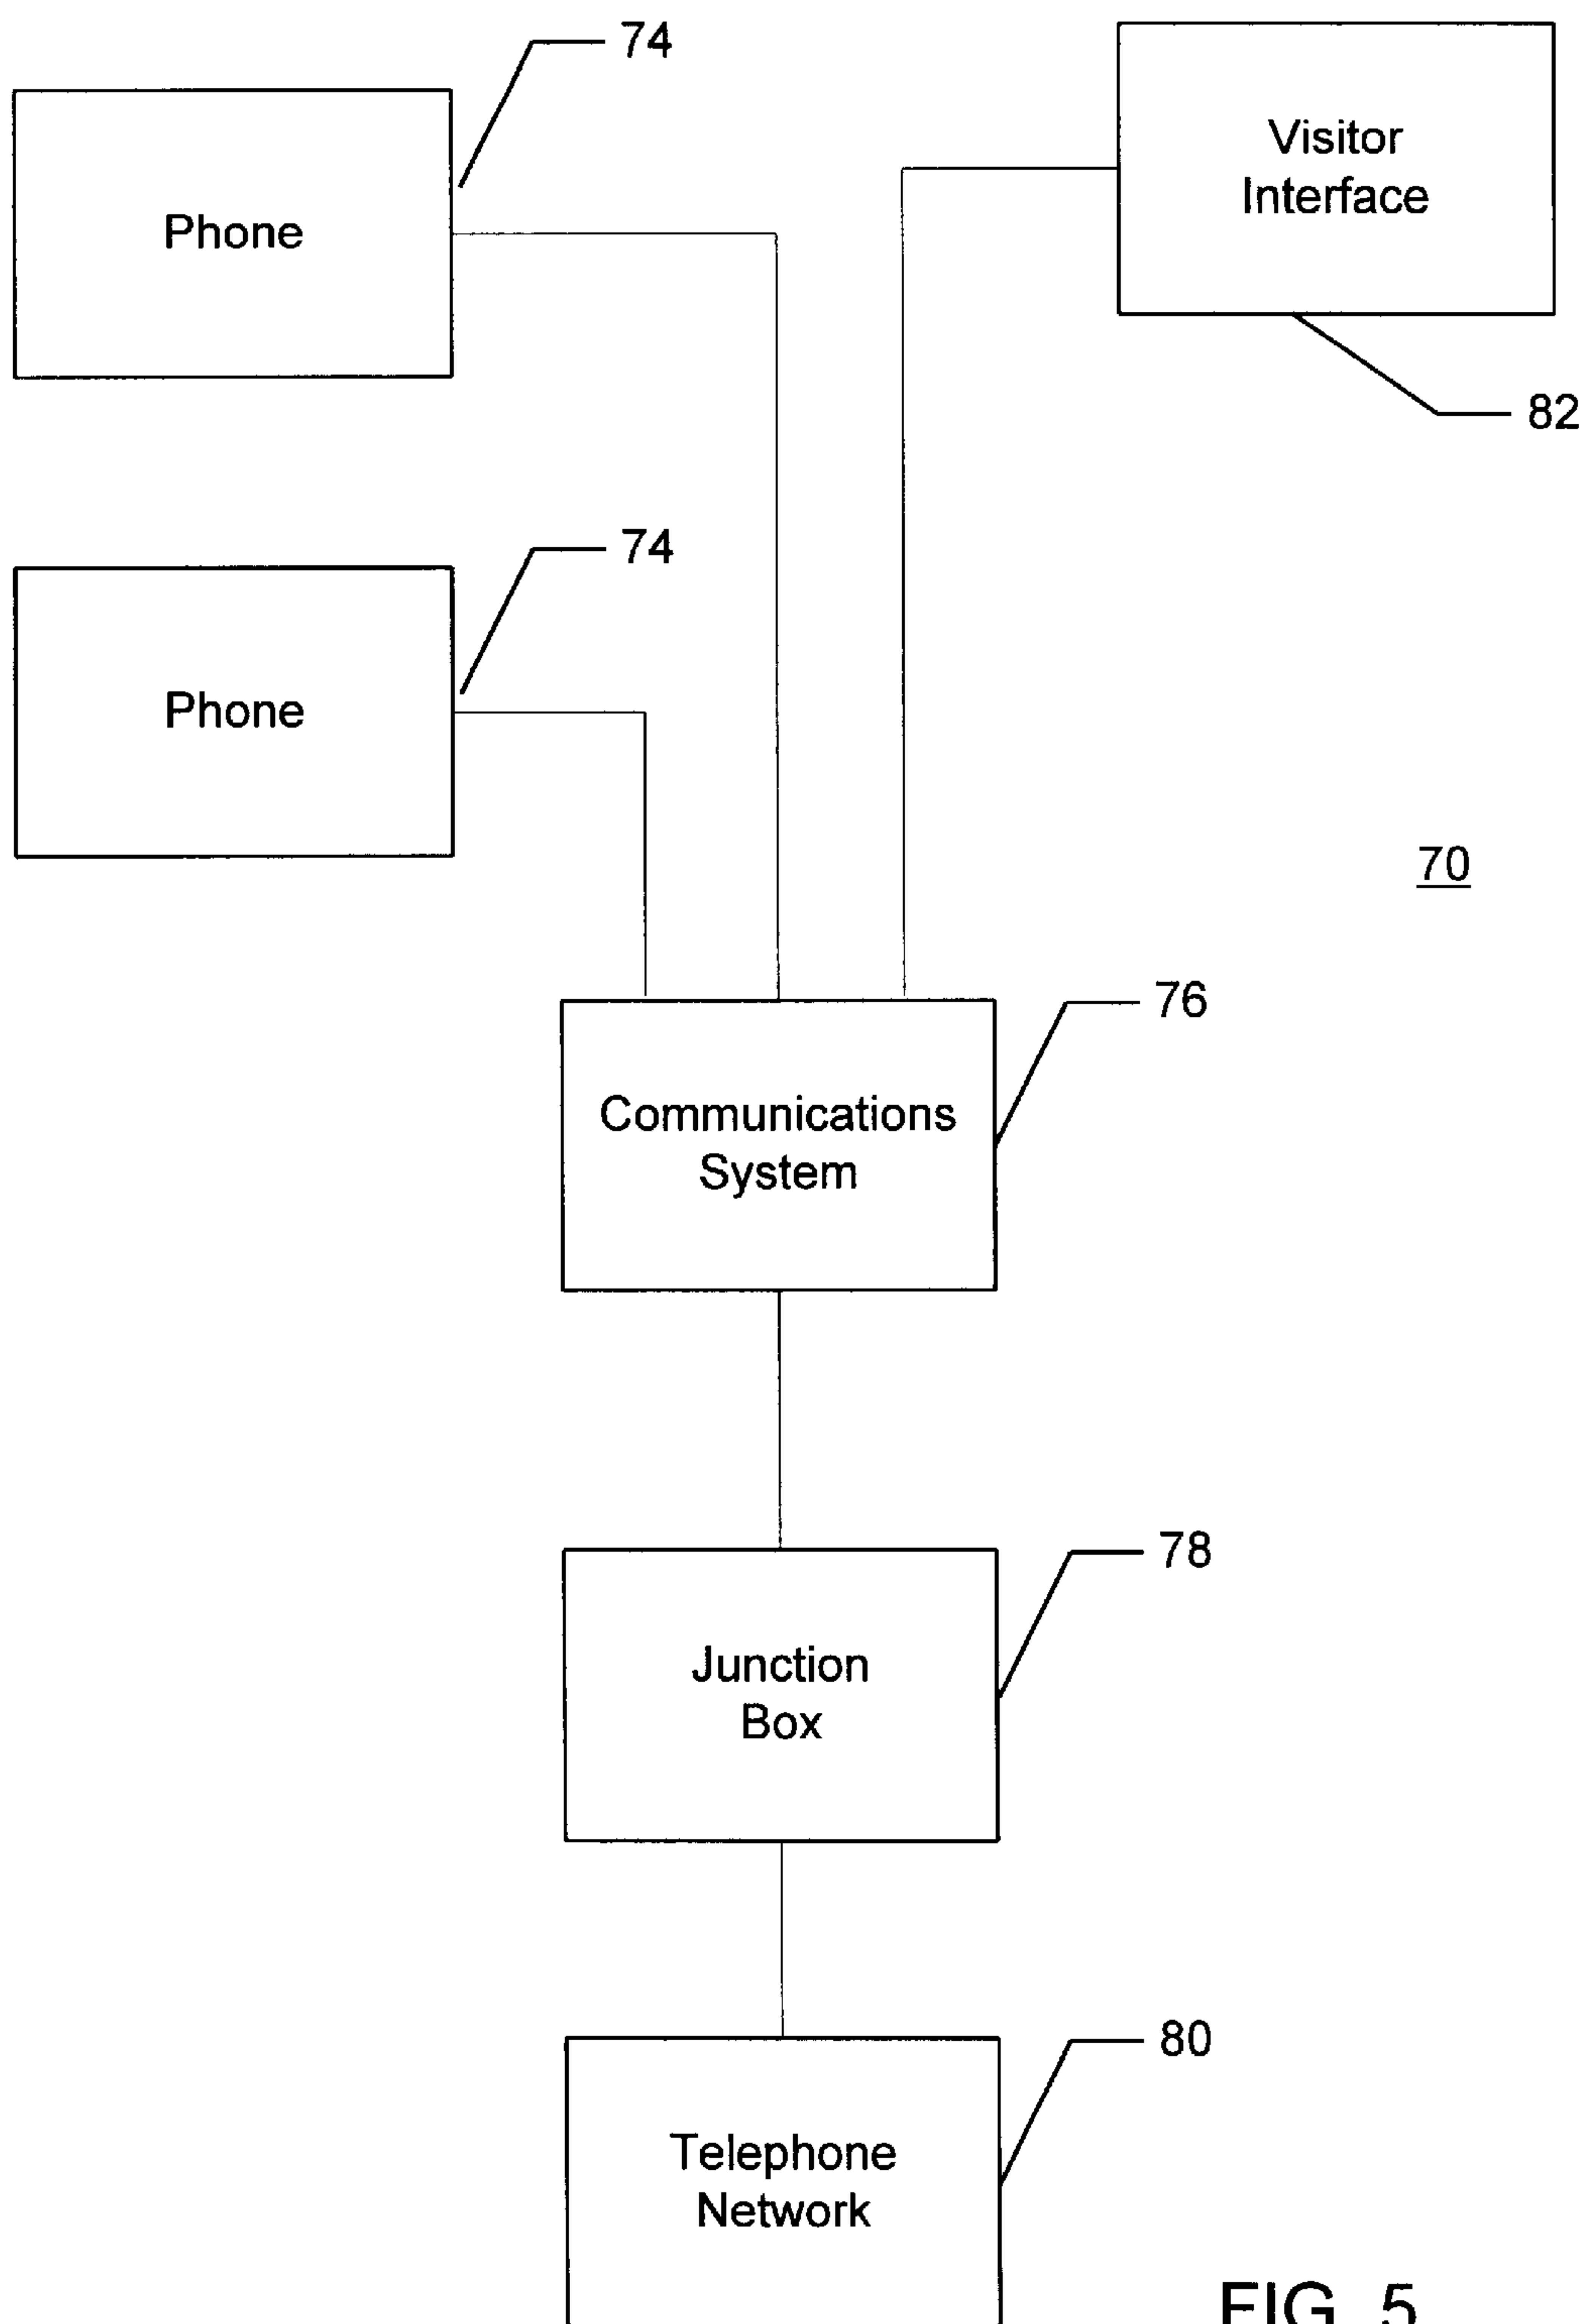 74
Phone
Visitor
Interface
82
74
Phone
70
76
Communications
System
78
Junction
Box
80
Telephone
Network
FIG. 5